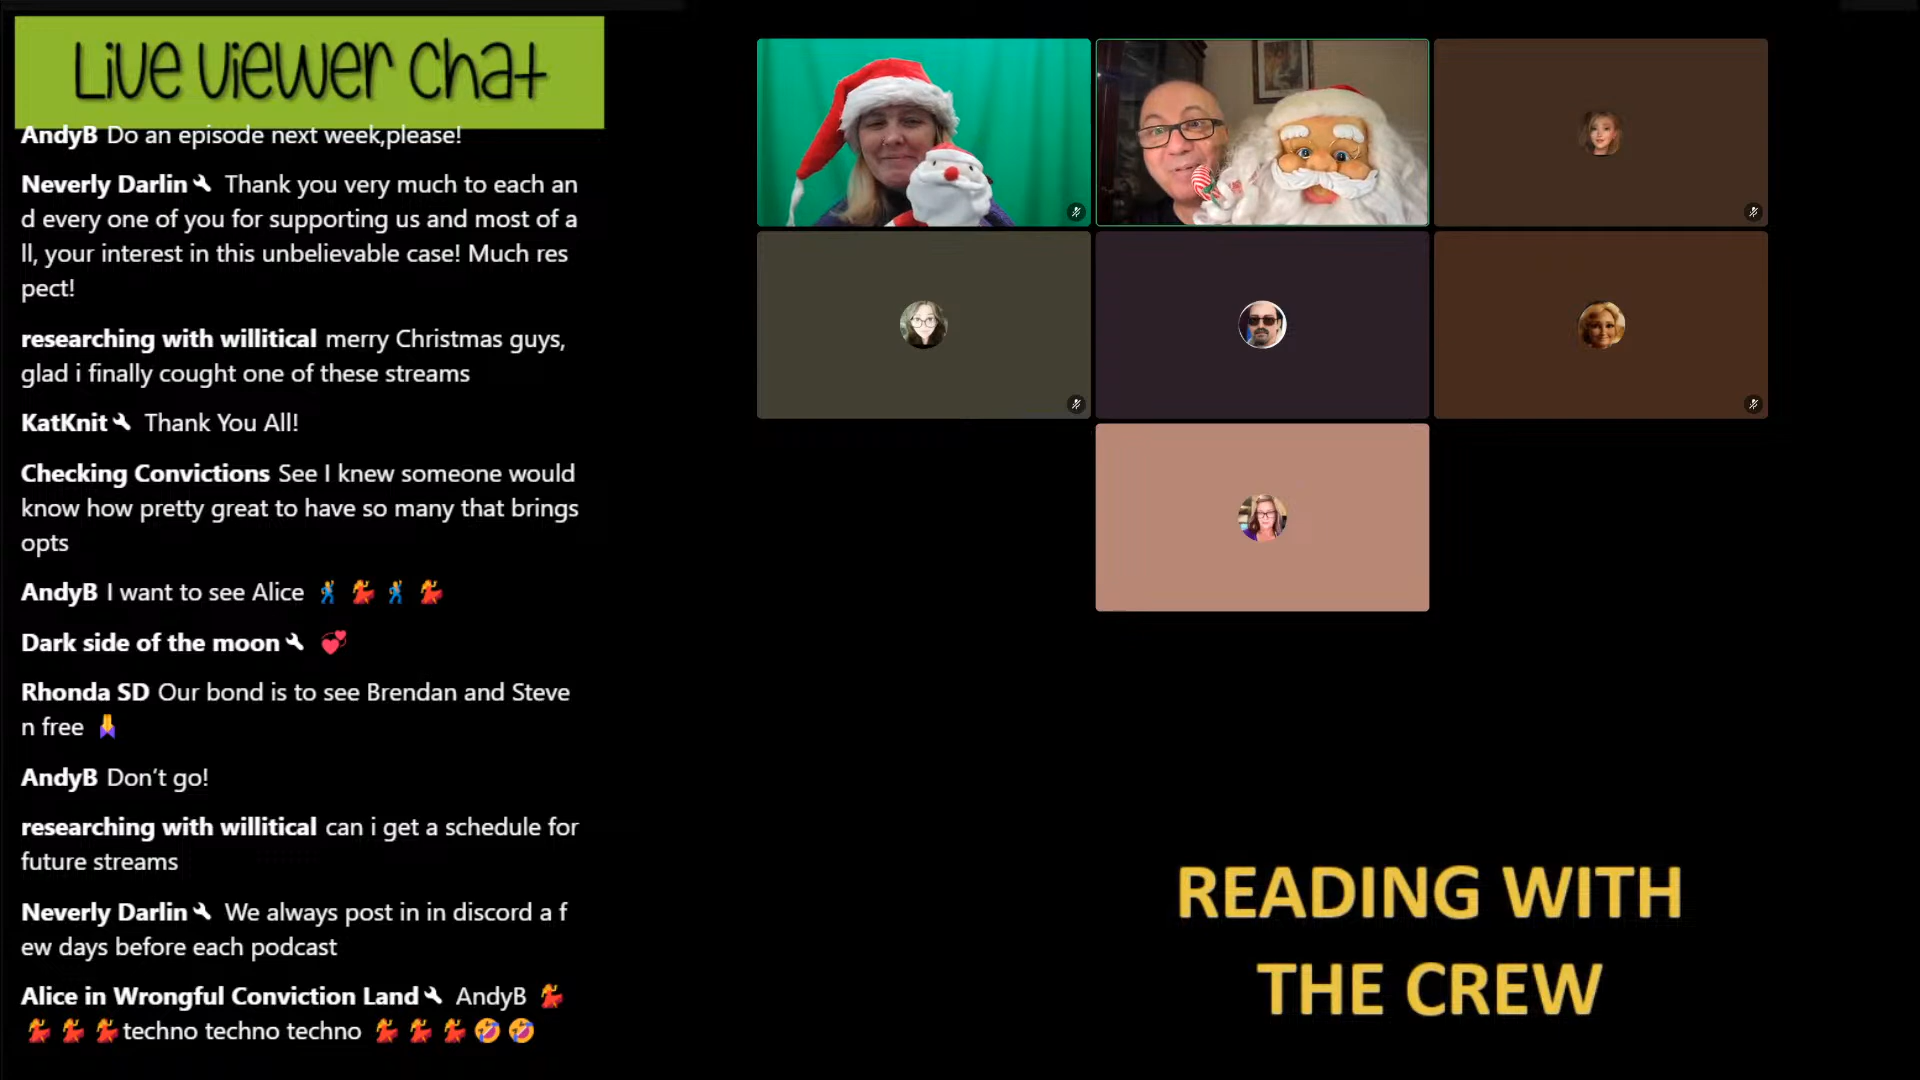 Live Viewer Chat
AndyB Do an episode next week,please!
Neverly Darlin Thank you very much to each an
d every one of you for supporting us and most of a
ll, your interest in this unbelievable case! Much res
pect!
researching with willitical merry Christmas guys,
glad i finally cought one of these streams
KatKnit Thank You All!
Checking Convictions See I knew someone would
know how pretty great to have so many that brings
opts
AndyB I want to see Alice 🕺 💃 🕺 💃
Dark side of the moon 💞
Rhonda SD Our bond is to see Brendan and Steve
n free 🙏
AndyB Don't go!
researching with willitical can i get a schedule for
future streams
Neverly Darlin We always post in in discord a f
ew days before each podcast
Alice in Wrongful Conviction Land AndyB 💃
💃 💃 💃techno techno techno 💃 💃 💃 🤣 🤣
READING WITH
THE CREW